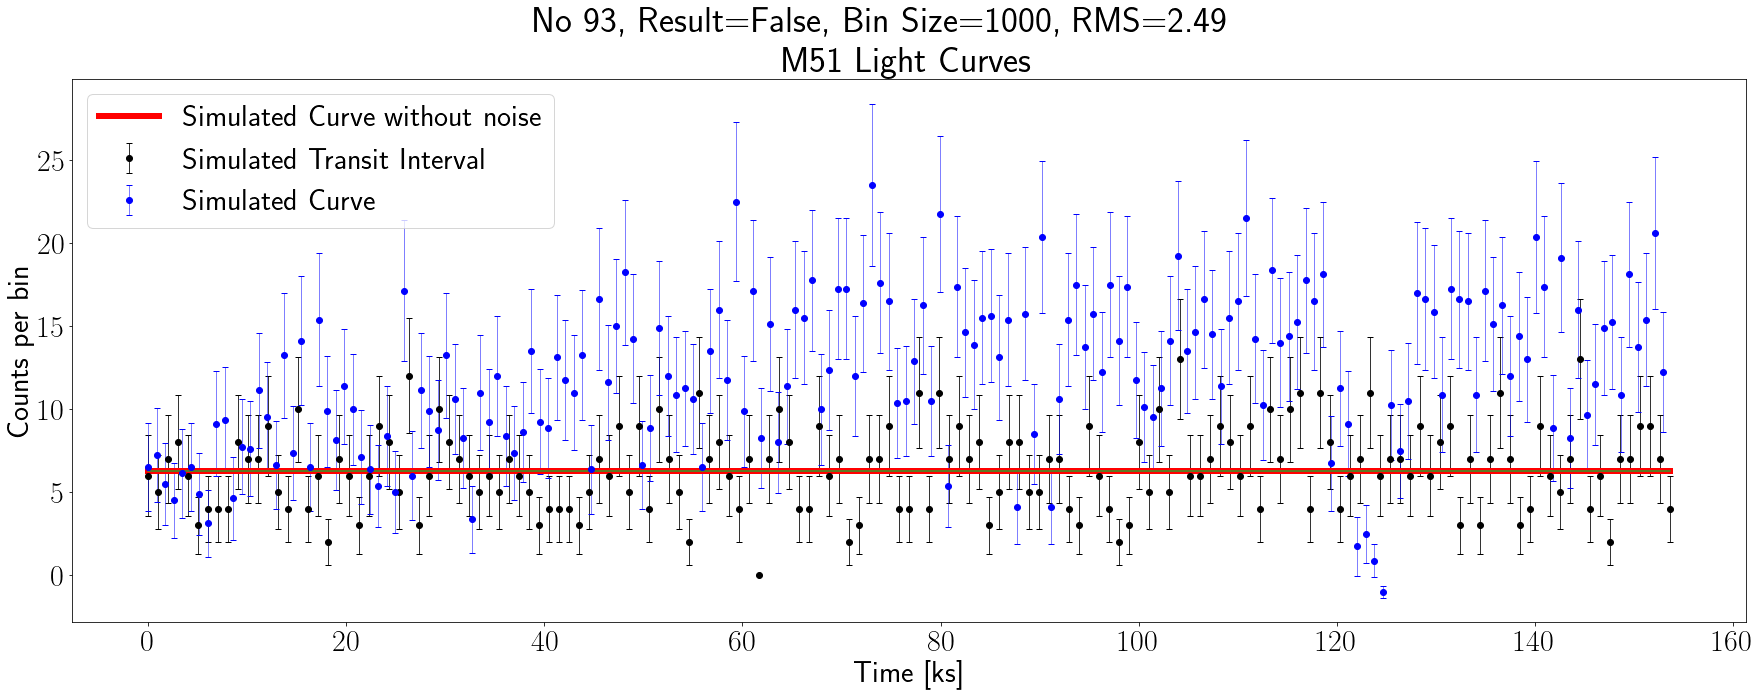 No 93, Result=False, Bin Size=1000, RMS=2.49
M51 Light Curves
Simulated Curve without noise
Simulated Transit Interval
Simulated Curve
Counts per bin
25
20
15
10
5
0
0 20 40 60 80 100 120 140 160
Time [ks]